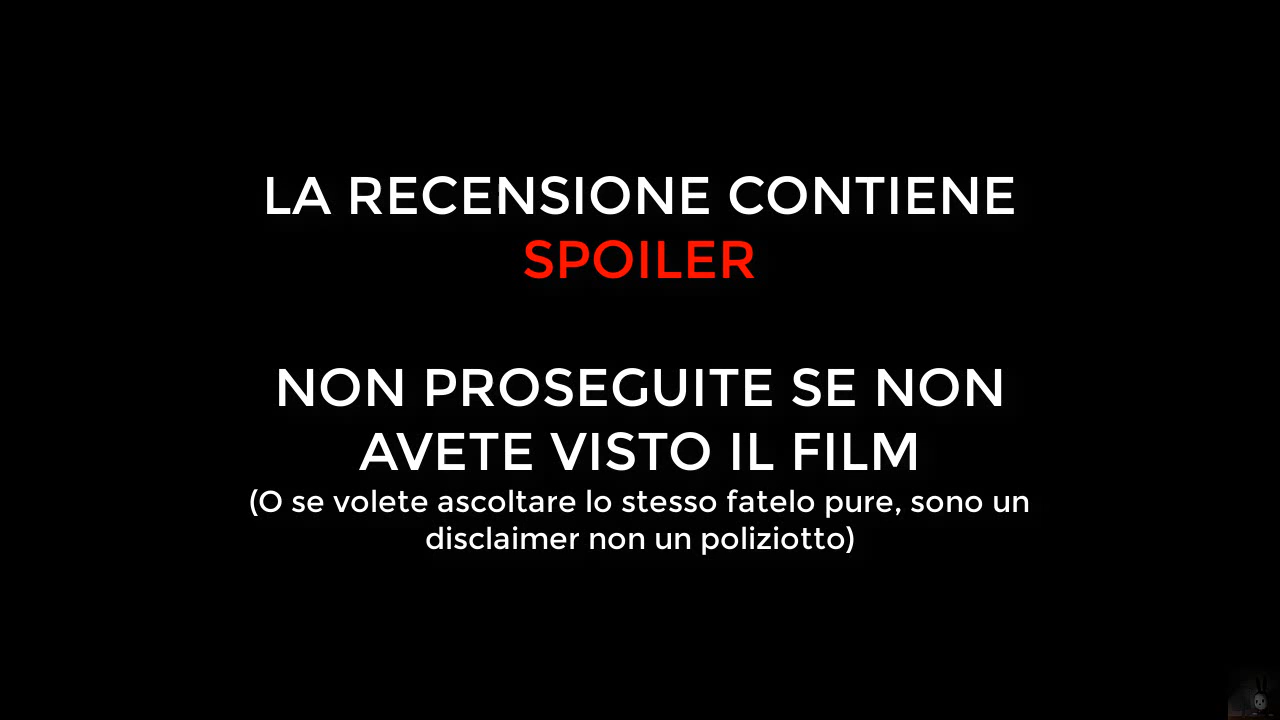 LA RECENSIONE CONTIENE
SPOILER
NON PROSEGUITE SE NON
AVETE VISTO IL FILM
(O se volete ascoltare lo stesso fatelo pure, sono un
disclaimer non un poliziotto)